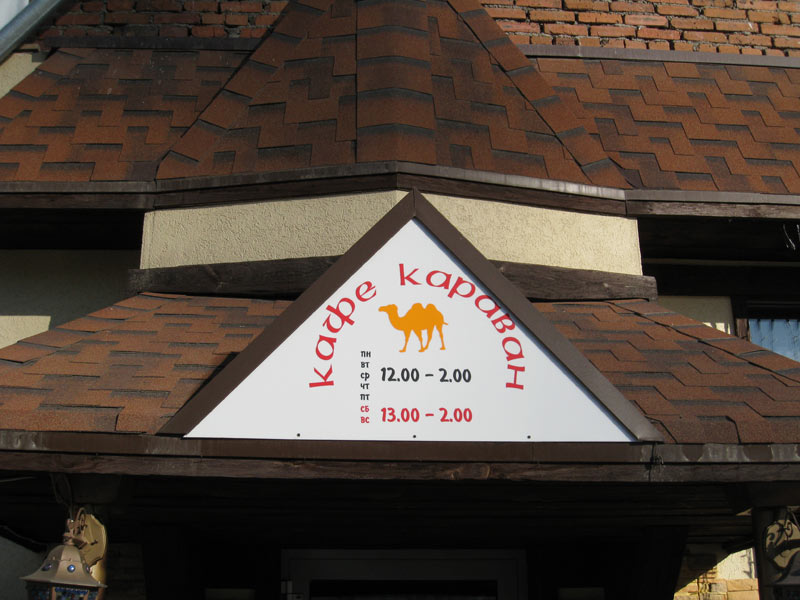 кафе караван
пн
вт
ср
чт
пт
12.00 – 2.00
сб
вс
13.00 – 2.00